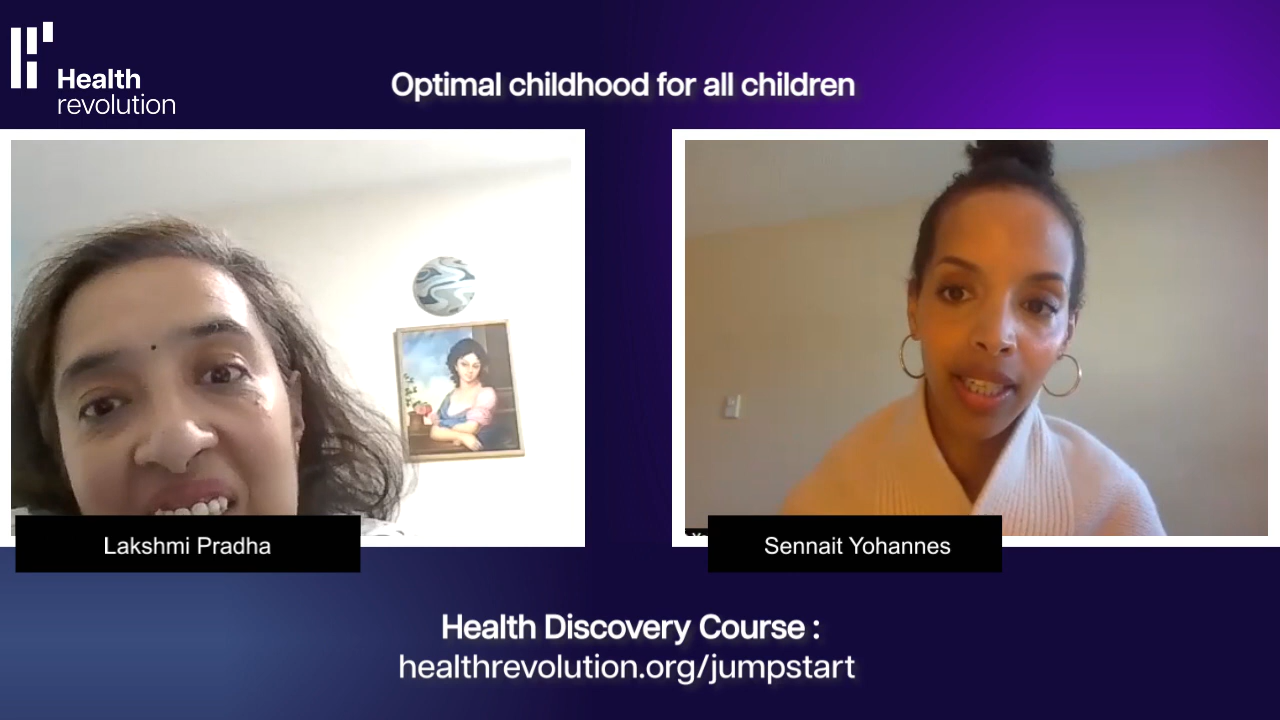 Health
revolution
Optimal childhood for all children
Lakshmi Pradha
Sennait Yohannes
Health Discovery Course :
healthrevolution.org/jumpstart